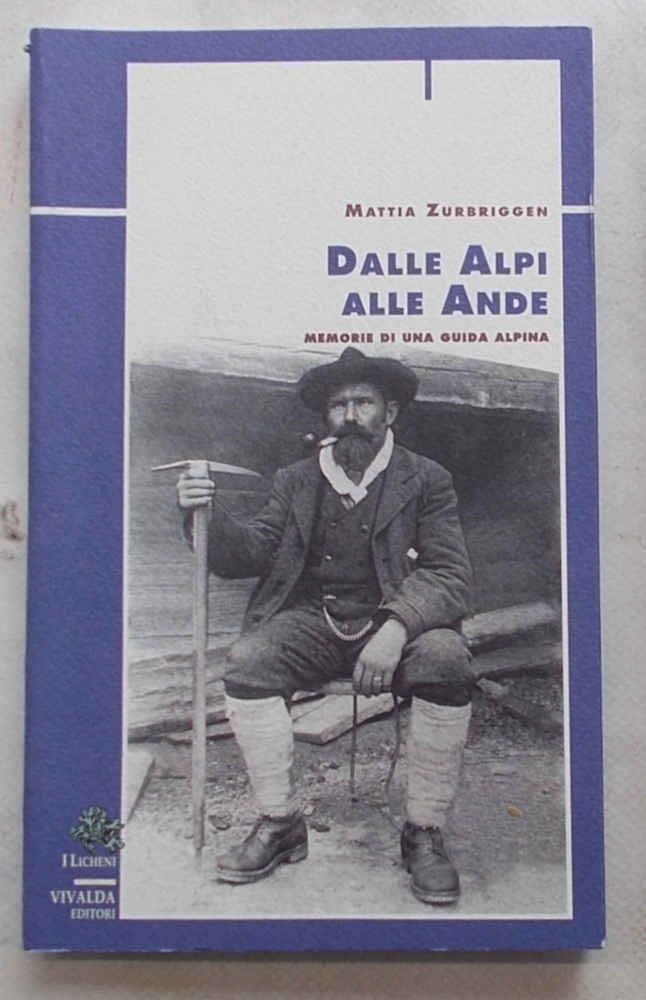 MATTIA ZURBRIGGEN
DALLE ALPI
ALLE ANDE
MEMORIE DI UNA GUIDA ALPINA
I LICHENI
VIVALDA
EDITORI